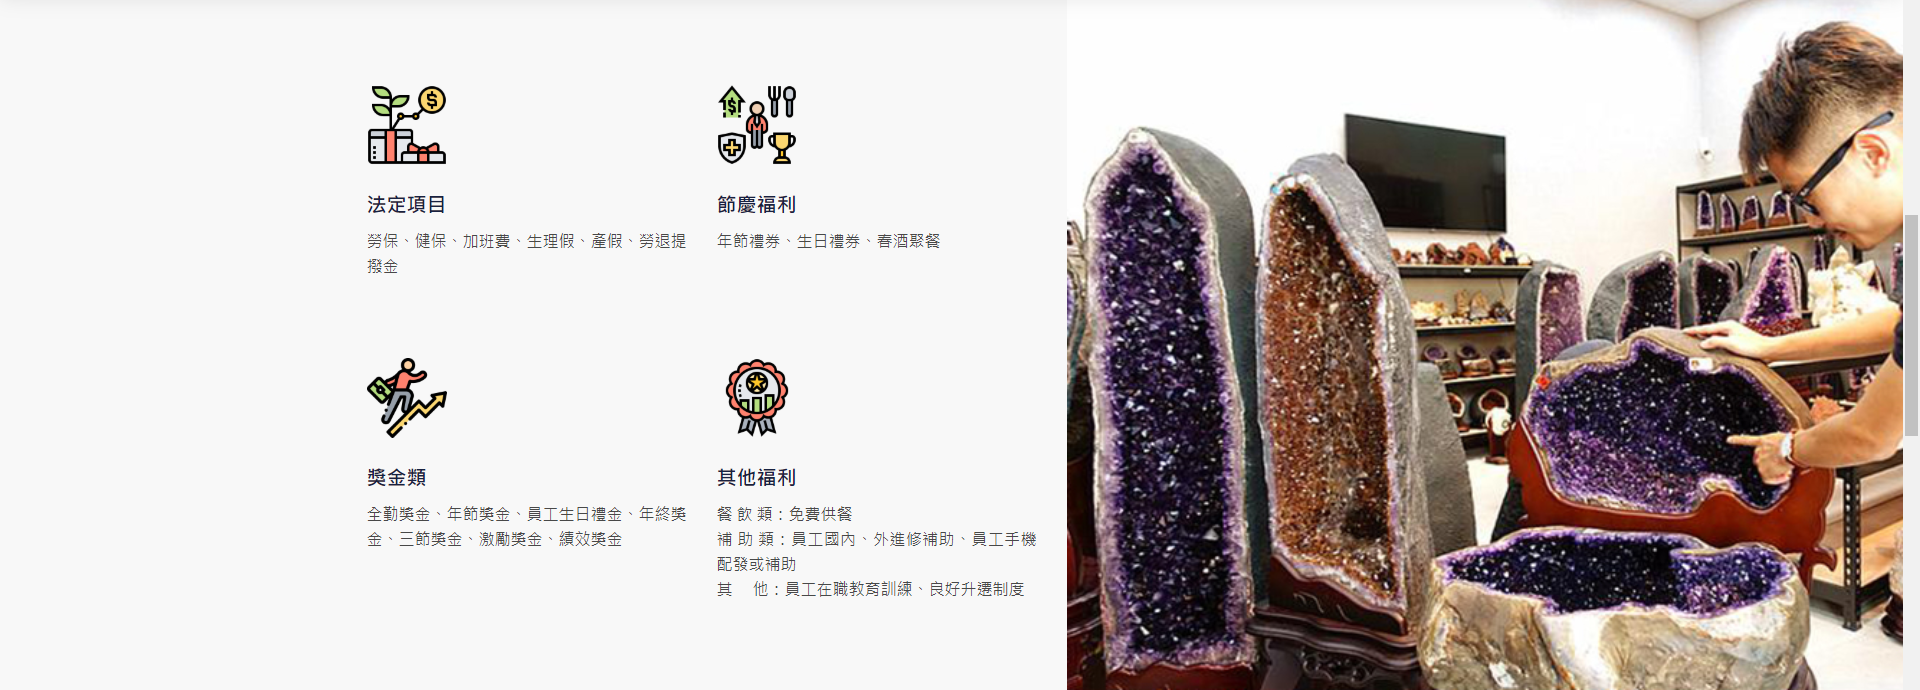 法定項目
勞保、健保、加班費、生理假、產假、勞退提
撥金
節慶福利
年節禮券、生日禮券、春酒聚餐
獎金類
全勤獎金、年節獎金、員工生日禮金、年終獎
金、三節獎金、激勵獎金、績效獎金
其他福利
餐 飲 類：免費供餐
補 助 類：員工國內、外進修補助、員工手機
配發或補助
其　 他：員工在職教育訓練、良好升遷制度